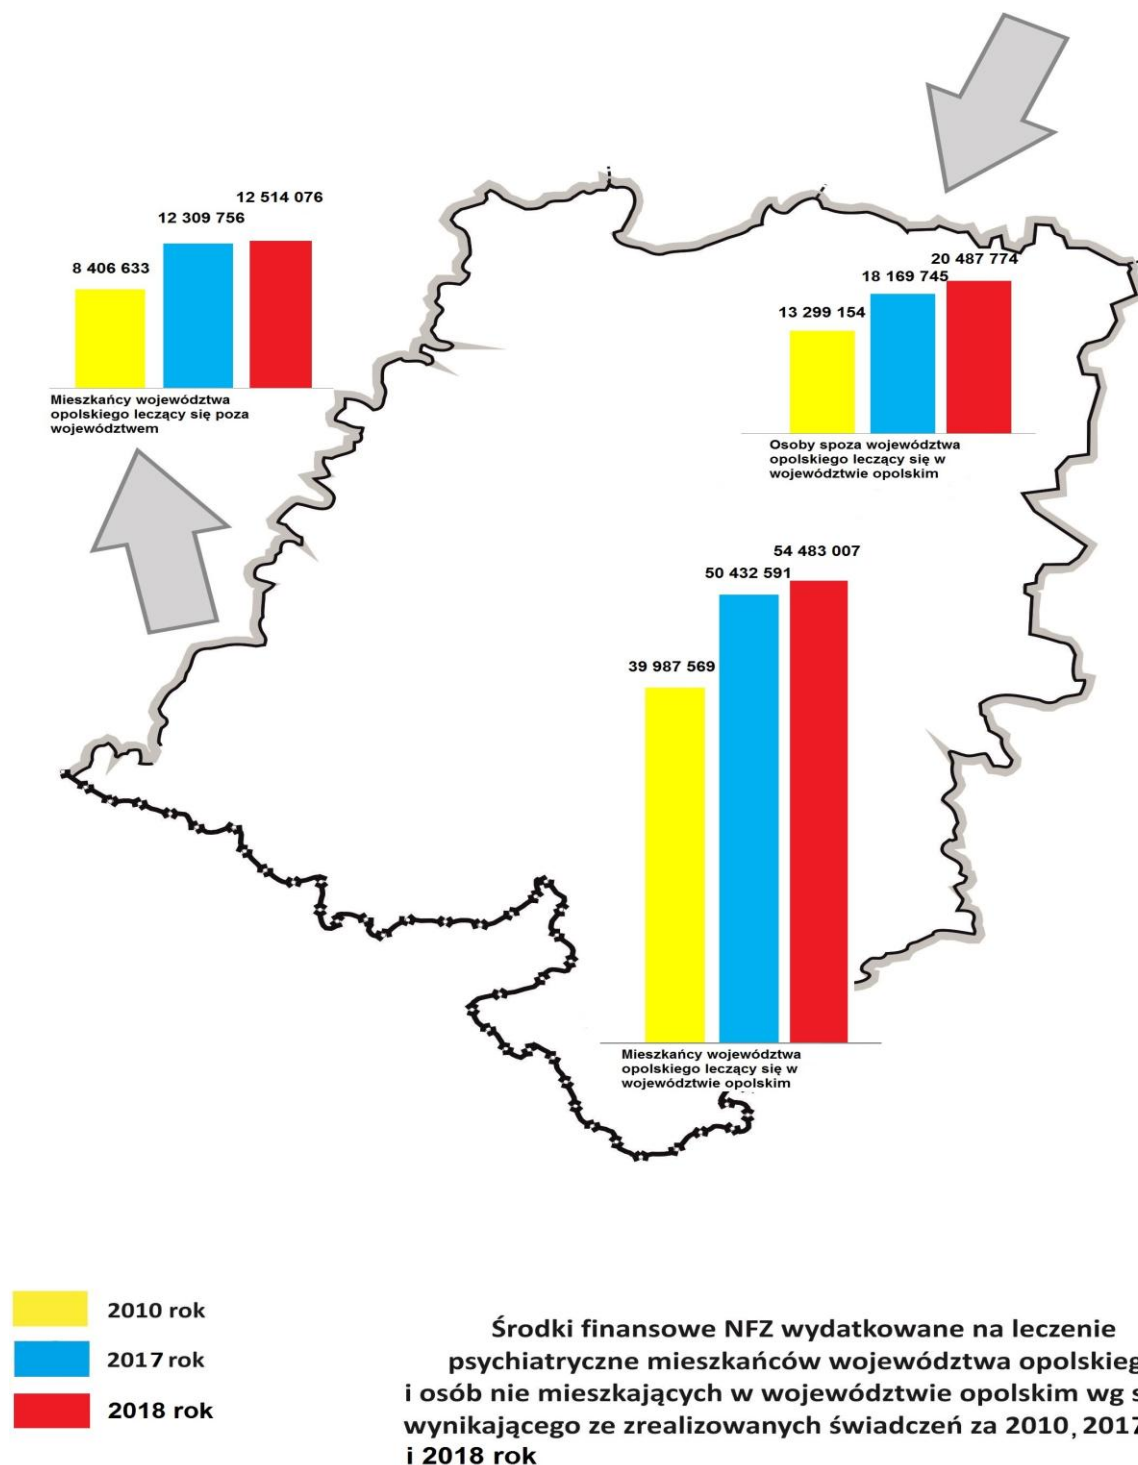 12 514 076
12 309 756
8 406 633
Mieszkańcy województwa
opolskiego leczący się poza
województwem
20 487 774
18 169 745
13 299 154
Osoby spoza województwa
opolskiego leczący się w
województwie opolskim
54 483 007
50 432 591
39 987 569
Mieszkańcy województwa
opolskiego leczący się w
województwie opolskim
2010 rok
2017 rok
2018 rok
Środki finansowe NFZ wydatkowane na leczenie
psychiatryczne mieszkańców województwa opolskieg
i osób nie mieszkających w województwie opolskim wg s
wynikającego ze zrealizowanych świadczeń za 2010, 2017
i 2018 rok